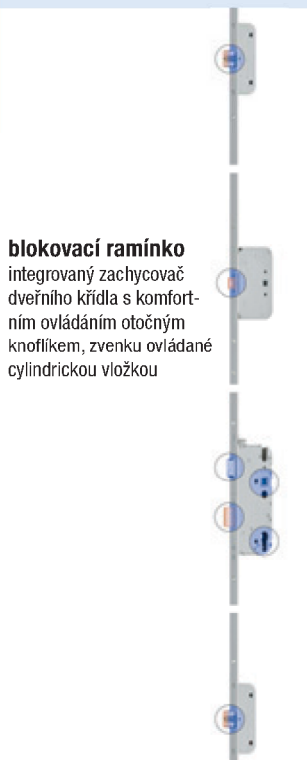 blokovací ramínko
integrovaný zachycovač
dveřního křídla s komfort-
ním ovládáním otočným
knoflíkem, zvenku ovládané
cylindrickou vložkou